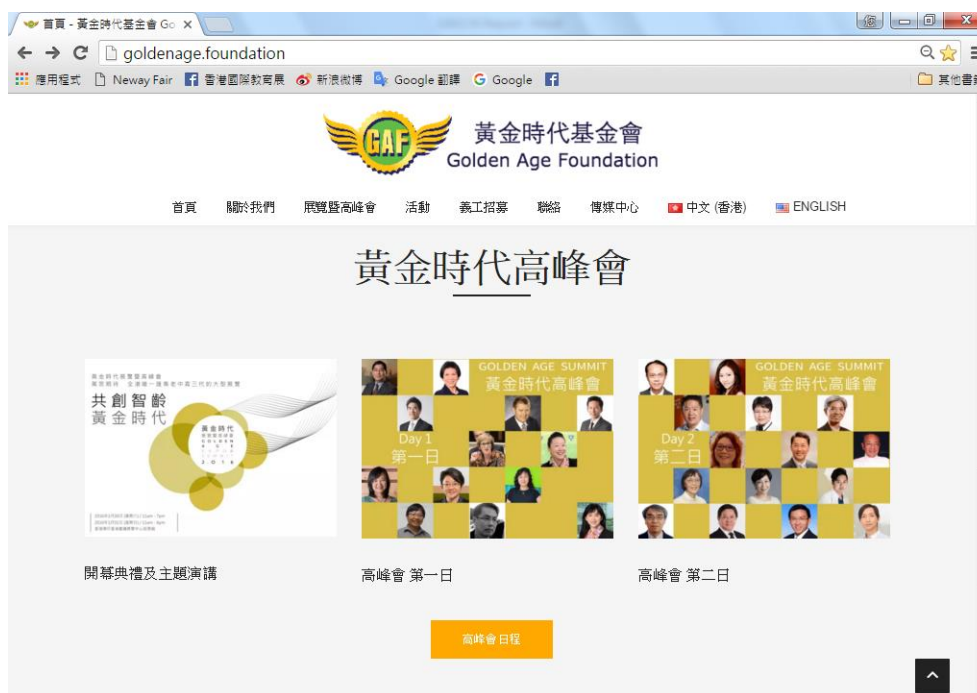 首頁 - 黃金時代基金會 Go
goldenage.foundation
應用程式 Neway Fair 香港國際教育展 新浪微博 Google 翻譯 Google 其他書
GAF
黃金時代基金會
Golden Age Foundation
首頁 關於我們 展覽暨高峰會 活動 義工招募 聯絡 傳媒中心 中文 (香港) ENGLISH
黃金時代高峰會
共創智齡
黃金時代
黃金時代
2016
GOLDEN AGE SUMMIT
黃金時代高峰會
Day 1
第一日
GOLDEN AGE SUMMIT
黃金時代高峰會
Day 2
第二日
開幕典禮及主題演講
高峰會 第一日
高峰會 第二日
高峰會日程